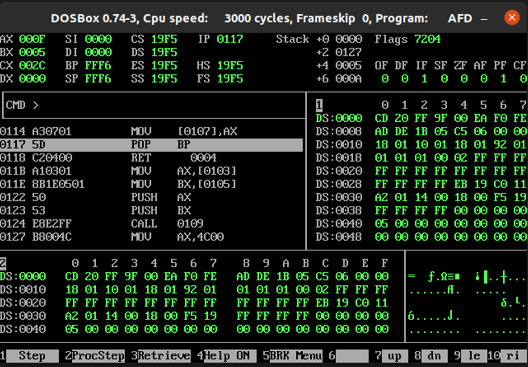 DOSBox 0.74-3, Cpu speed: 3000 cycles, Frameskip 0, Program: AFD
AX 000F SI 0000 CS 19F5 IP 0117 Stack +0 0000 Flags 7204
BX 0005 DI 0000 DS 19F5 +2 0127
CX 002C BP FFF6 ES 19F5 HS 19F5 +4 0005 OF DF IF SF ZF AF PF CF
DX 0000 SP FFF6 SS 19F5 FS 19F5 +6 000A 0 0 1 0 0 0 1 0
CMD >
0114 A30701 MOV [0107],AX
0117 5D POP BP
0118 C20400 RET 0004
011B A10301 MOV AX,[0103]
011E 8B1E0501 MOV BX,[0105]
0122 50 PUSH AX
0123 53 PUSH BX
0124 E8E2FF CALL 0109
0127 B8004C MOV AX,4C00
1 0 1 2 3 4 5 6 7
DS:0000 CD 20 FF 9F 00 EA F0 FE
DS:0008 AD DE 1B 05 C5 06 00 00
DS:0010 18 01 10 01 18 01 92 01
DS:0018 01 01 01 00 02 FF FF FF
DS:0020 FF FF FF FF FF FF FF FF
DS:0028 FF FF FF FF EB 19 C0 11
DS:0030 A2 01 14 00 18 00 F5 19
DS:0038 FF FF FF FF 00 00 00 00
DS:0040 05 00 00 00 00 00 00 00
DS:0048 00 00 00 00 00 00 00 00
2 0 1 2 3 4 5 6 7 8 9 A B C D E F
DS:0000 CD 20 FF 9F 00 EA F0 FE AD DE 1B 05 C5 06 00 00
DS:0010 18 01 10 01 18 01 92 01 01 01 01 00 02 FF FF FF
DS:0020 FF FF FF FF FF FF FF FF FF FF FF FF EB 19 C0 11
DS:0030 A2 01 14 00 18 00 F5 19 FF FF FF FF 00 00 00 00
DS:0040 05 00 00 00 00 00 00 00 00 00 00 00 00 00 00 00
1 Step 2 ProcStep 3 Retrieve 4 Help ON 5 BRK Menu 6 7 up 8 dn 9 le 10 ri